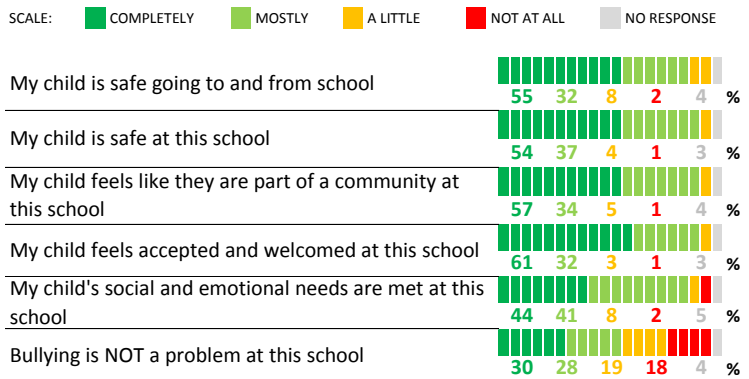 SCALE: COMPLETELY MOSTLY A LITTLE NOT AT ALL NO RESPONSE
My child is safe going to and from school
55 32 8 2 4 %
My child is safe at this school
54 37 4 1 3 %
My child feels like they are part of a community at
this school
57 34 5 1 4 %
My child feels accepted and welcomed at this school
61 32 3 1 3 %
My child's social and emotional needs are met at this
school
44 41 8 2 5 %
Bullying is NOT a problem at this school
30 28 19 18 4 %